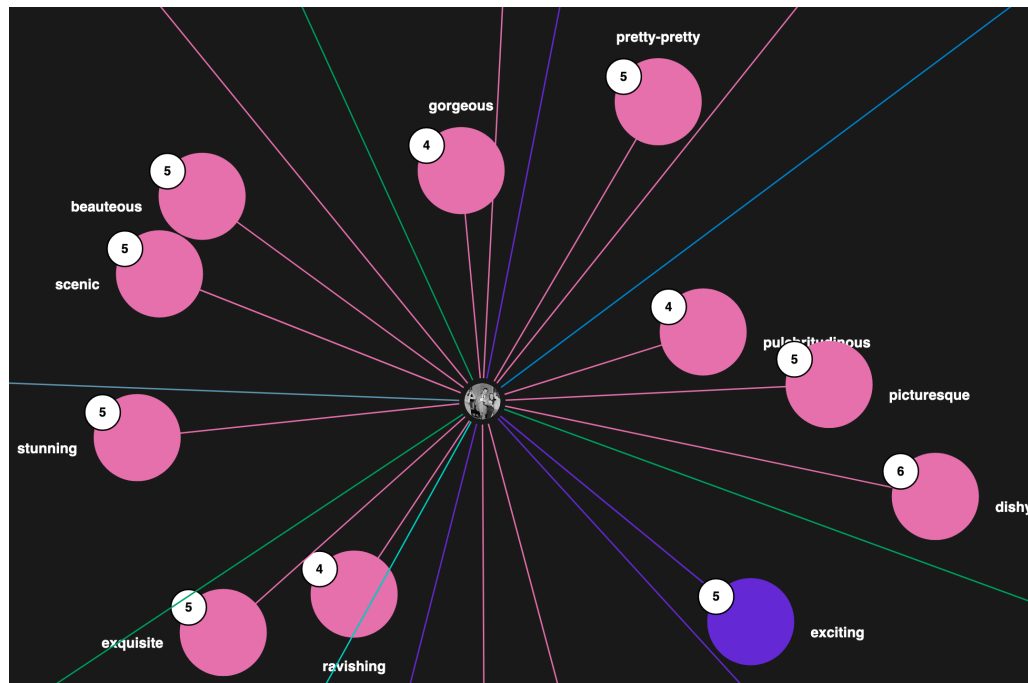 pretty-pretty
5
gorgeous
4
5
beauteous
5
scenic
4
pulchritudinous
5
picturesque
5
stunning
6
dishy
4
5
exquisite
ravishing
5
exciting